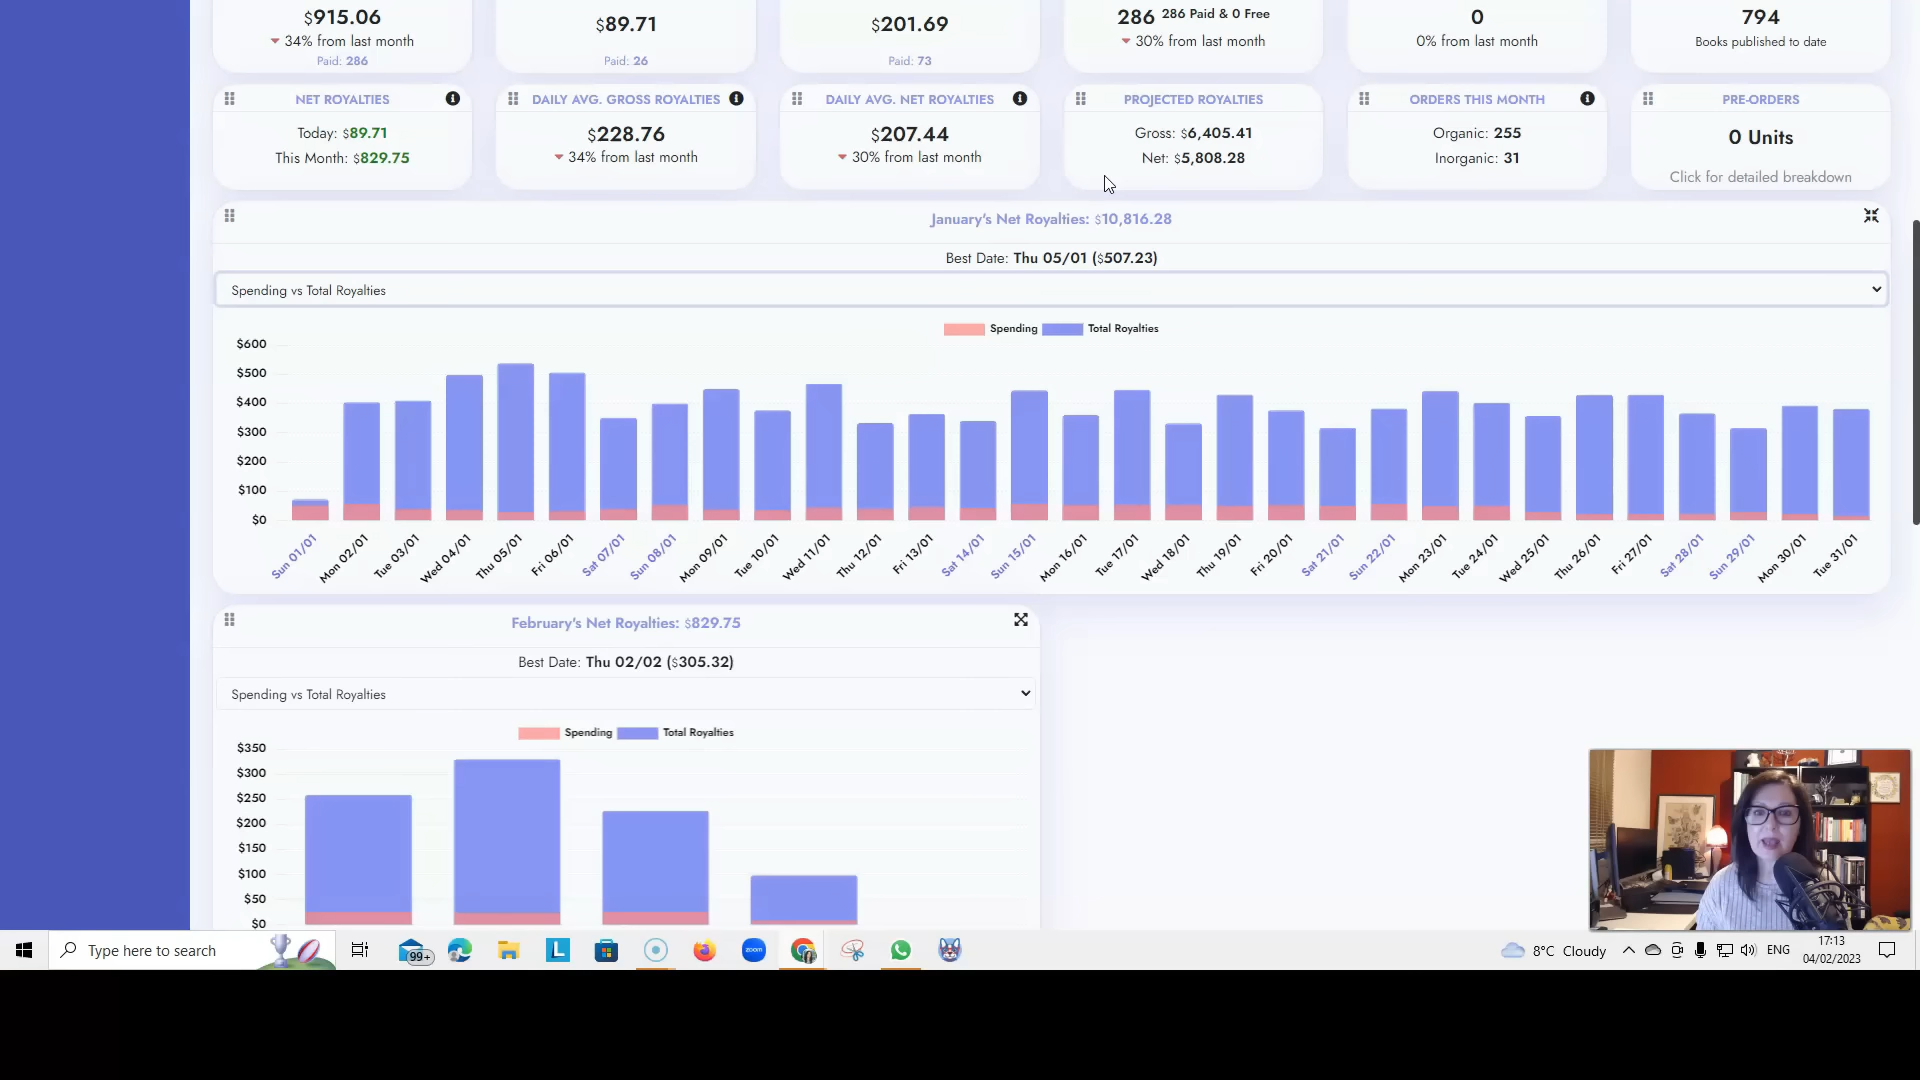 $915.06
34% from last month
Paid: 286
$89.71
Paid: 26
$201.69
Paid: 73
286 286 Paid & 0 Free
30% from last month
0
0% from last month
794
Books published to date
NET ROYALTIES
Today: $89.71
This Month: $829.75
DAILY AVG. GROSS ROYALTIES
$228.76
34% from last month
DAILY AVG. NET ROYALTIES
$207.44
30% from last month
PROJECTED ROYALTIES
Gross: $6,405.41
Net: $5,808.28
ORDERS THIS MONTH
Organic: 255
Inorganic: 31
PRE-ORDERS
0 Units
Click for detailed breakdown
January's Net Royalties: $10,816.28
Best Date: Thu 05/01 ($507.23)
Spending vs Total Royalties
Spending Total Royalties
$600
$500
$400
$300
$200
$100
$0
Sun 01/01
Mon 02/01
Tue 03/01
Wed 04/01
Thu 05/01
Fri 06/01
Sat 07/01
Sun 08/01
Mon 09/01
Tue 10/01
Wed 11/01
Thu 12/01
Fri 13/01
Sat 14/01
Sun 15/01
Mon 16/01
Tue 17/01
Wed 18/01
Thu 19/01
Fri 20/01
Sat 21/01
Sun 22/01
Mon 23/01
Tue 24/01
Wed 25/01
Thu 26/01
Fri 27/01
Sat 28/01
Sun 29/01
Mon 30/01
Tue 31/01
February's Net Royalties: $829.75
Best Date: Thu 02/02 ($305.32)
Spending vs Total Royalties
Spending Total Royalties
$350
$300
$250
$200
$150
$100
$50
$0
Type here to search
99+
L
zoom
8°C Cloudy
ENG
17:13
04/02/2023